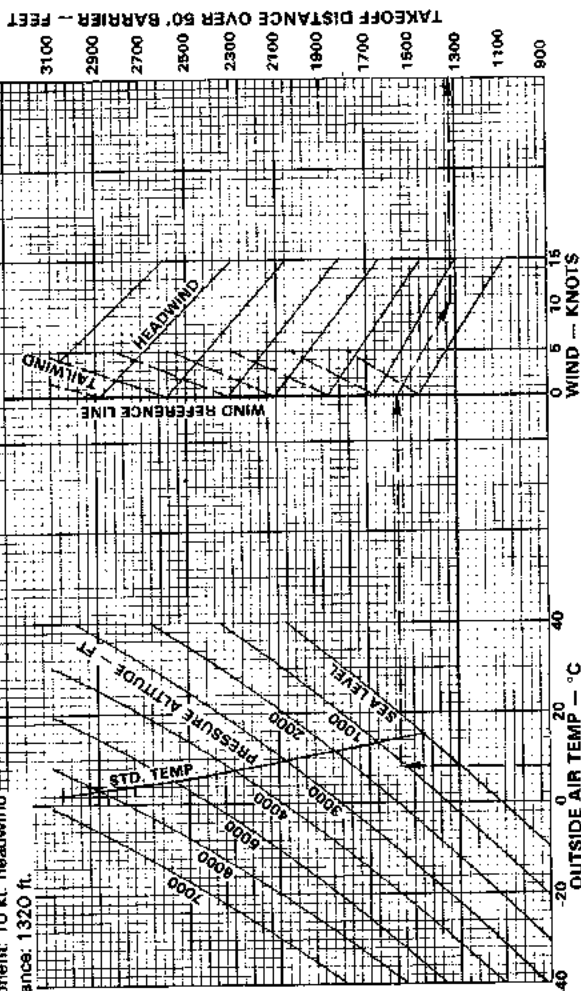 onent: 10 kt. Headwind
ance: 1320 ft.
TAKEOFF DISTANCE OVER 50' BARRIER – FEET
3100
2900
2700
2500
2300
2100
1900
1700
1500
1300
1100
900
TAILWIND
HEADWIND
WIND REFERENCE LINE
0
5
10
15
WIND — KNOTS
PRESSURE ALTITUDE – FT
STD. TEMP
SEA LEVEL
1000
2000
3000
4000
5000
6000
7000
-40
-20
0
20
40
OUTSIDE AIR TEMP — °C